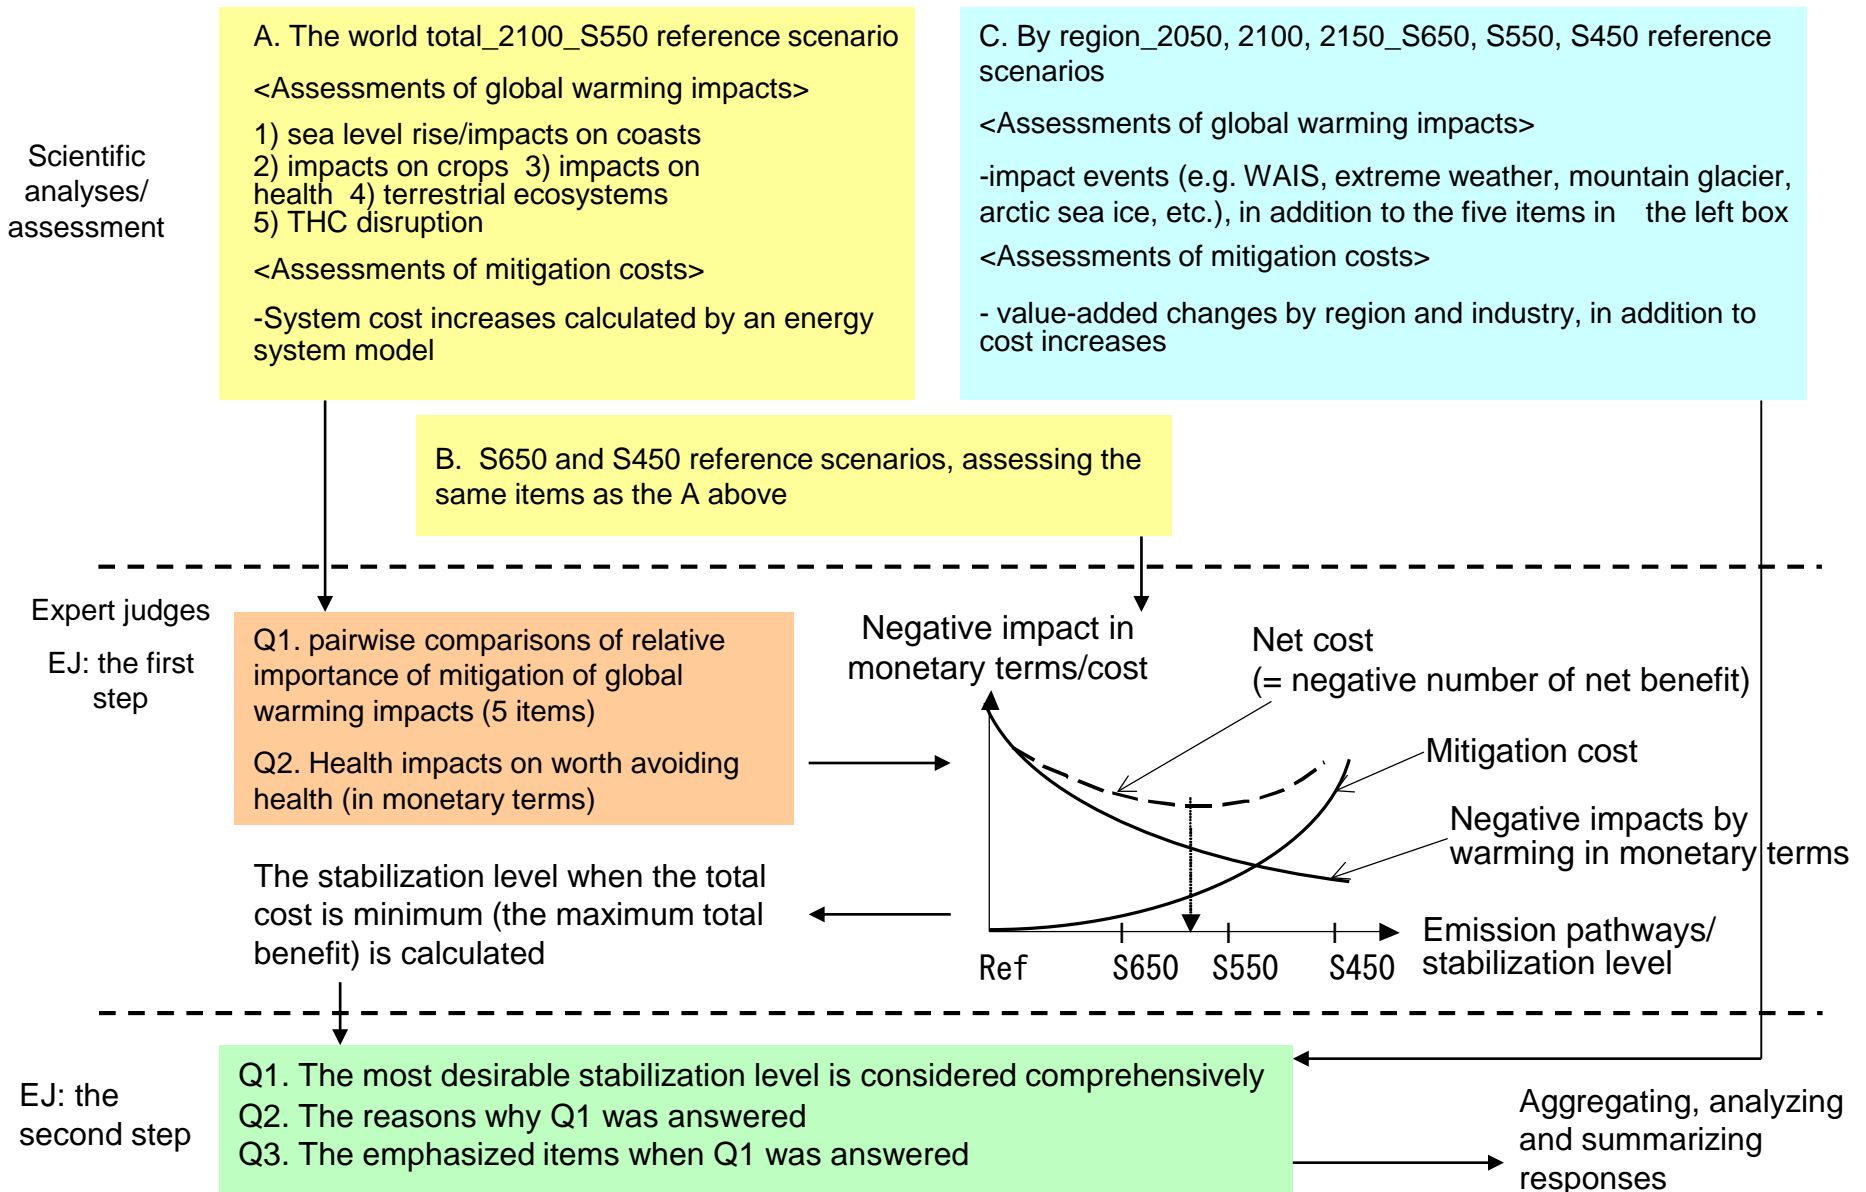 Scientific
analyses/
assessment
A. The world total_2100_S550 reference scenario
<Assessments of global warming impacts>
1) sea level rise/impacts on coasts
2) impacts on crops  3) impacts on
health  4) terrestrial ecosystems
5) THC disruption
<Assessments of mitigation costs>
-System cost increases calculated by an energy
system model
C. By region_2050, 2100, 2150_S650, S550, S450 reference
scenarios
<Assessments of global warming impacts>
-impact events (e.g. WAIS, extreme weather, mountain glacier,
arctic sea ice, etc.), in addition to the five items in    the left box
<Assessments of mitigation costs>
- value-added changes by region and industry, in addition to
cost increases
B.  S650 and S450 reference scenarios, assessing the
same items as the A above
Expert judges
EJ: the first
step
Q1. pairwise comparisons of relative
importance of mitigation of global
warming impacts (5 items)
Q2. Health impacts on worth avoiding
health (in monetary terms)
Negative impact in
monetary terms/cost
Net cost
(= negative number of net benefit)
Mitigation cost
Negative impacts by
warming in monetary terms
Emission pathways/
stabilization level
Ref S650 S550 S450
The stabilization level when the total
cost is minimum (the maximum total
benefit) is calculated
EJ: the
second step
Q1. The most desirable stabilization level is considered comprehensively
Q2. The reasons why Q1 was answered
Q3. The emphasized items when Q1 was answered
Aggregating, analyzing
and summarizing
responses